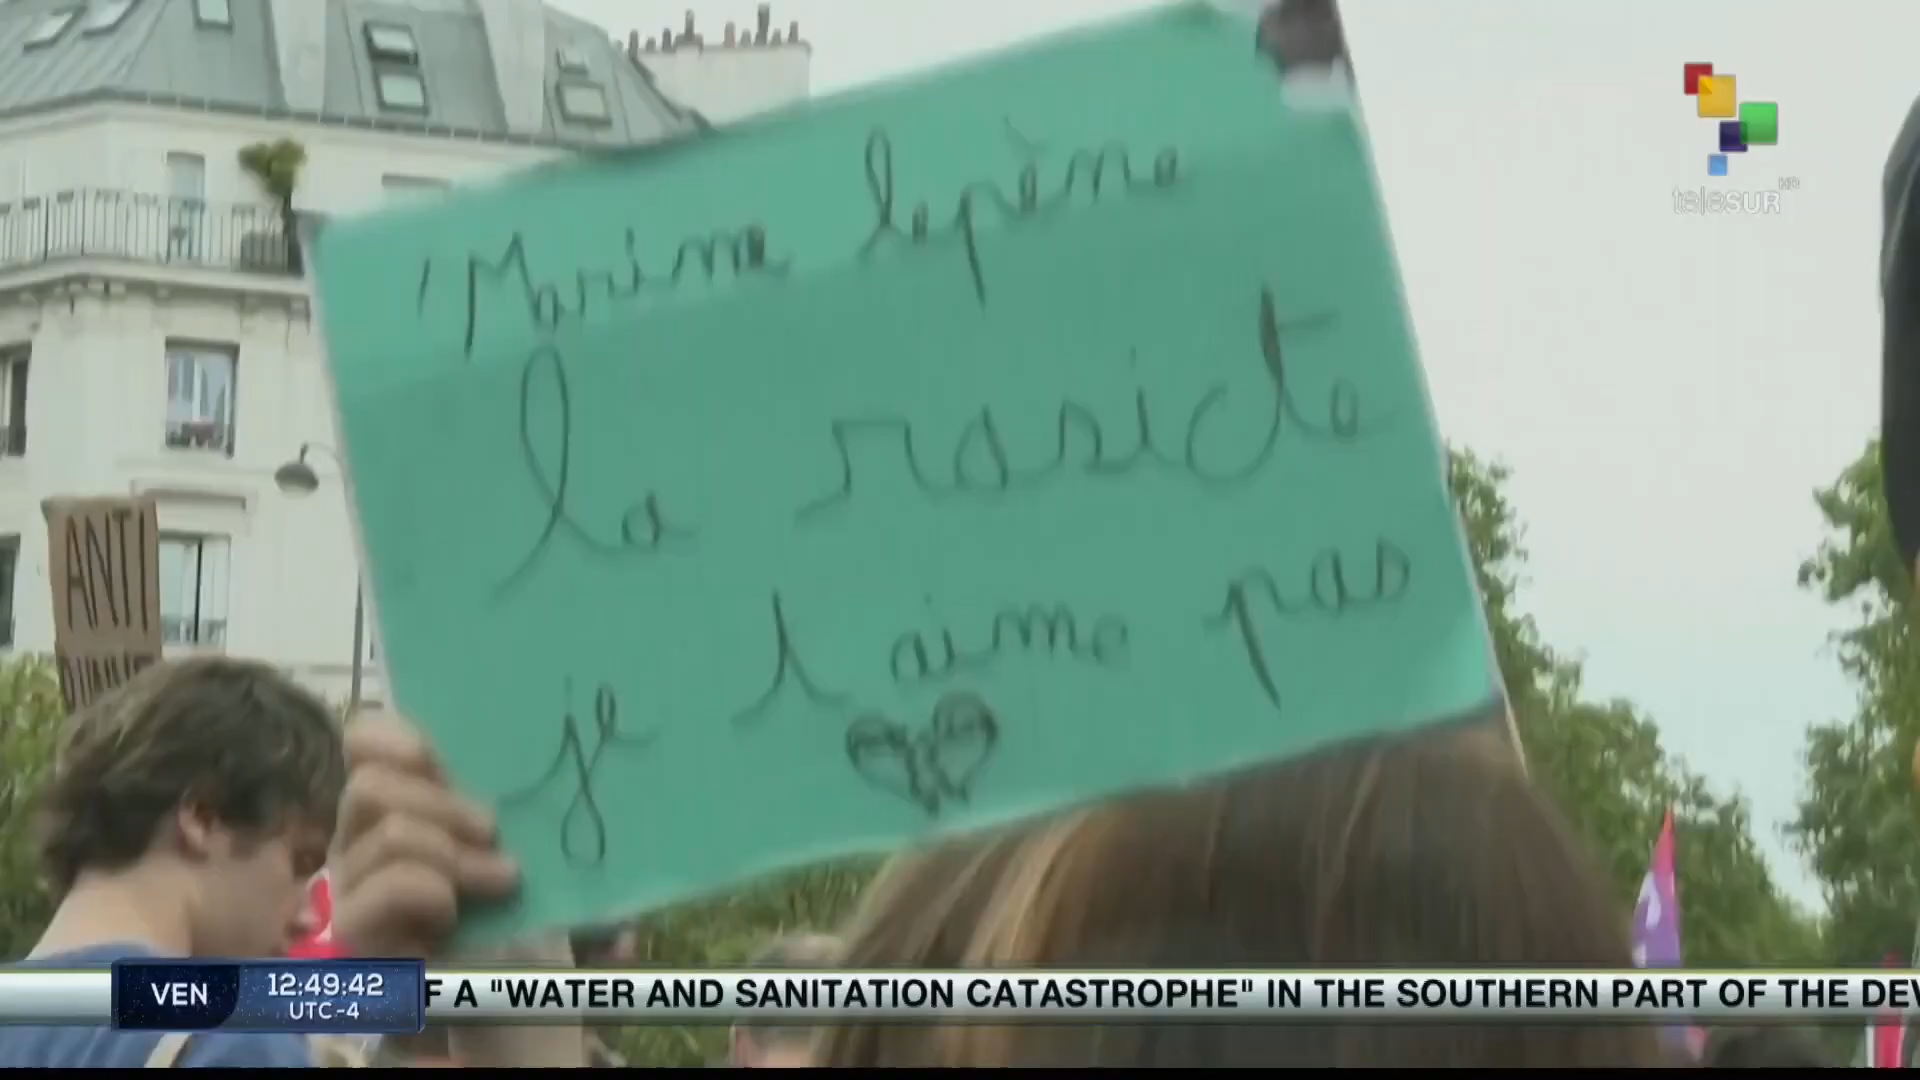 Marine lepène
la rasicte
je t aime pas
ANTI
teleSUR HD
VEN
12:49:42
UTC-4
F A "WATER AND SANITATION CATASTROPHE" IN THE SOUTHERN PART OF THE DEV